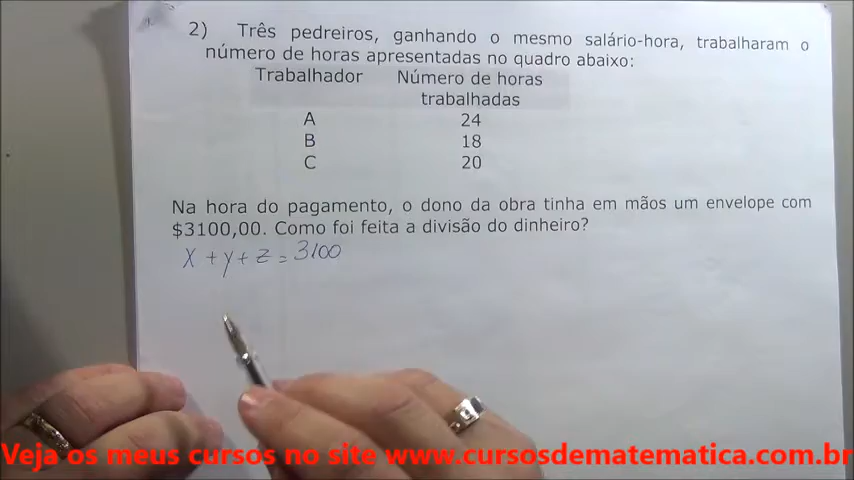 2) Três pedreiros, ganhando o mesmo salário-hora, trabalharam o
número de horas apresentadas no quadro abaixo:
Trabalhador Número de horas
trabalhadas
A 24
B 18
C 20
Na hora do pagamento, o dono da obra tinha em mãos um envelope com
$3100,00. Como foi feita a divisão do dinheiro?
x + y + z = 3100
Veja os meus cursos no site www.cursosdematematica.com.br